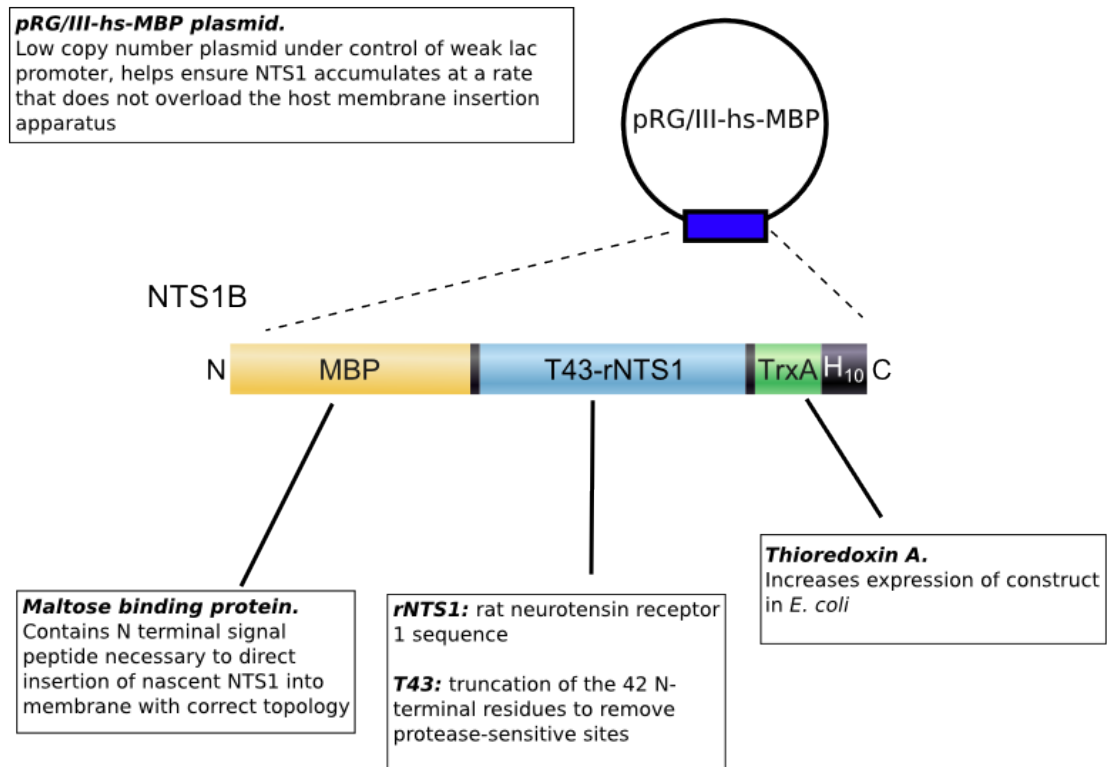 pRG/III-hs-MBP plasmid.
Low copy number plasmid under control of weak lac
promoter, helps ensure NTS1 accumulates at a rate
that does not overload the host membrane insertion
apparatus
pRG/III-hs-MBP
NTS1B
N MBP T43-rNTS1 TrxA H₁₀ C
Maltose binding protein.
Contains N terminal signal
peptide necessary to direct
insertion of nascent NTS1 into
membrane with correct topology
rNTS1: rat neurotensin receptor
1 sequence
T43: truncation of the 42 N-
terminal residues to remove
protease-sensitive sites
Thioredoxin A.
Increases expression of construct
in E. coli